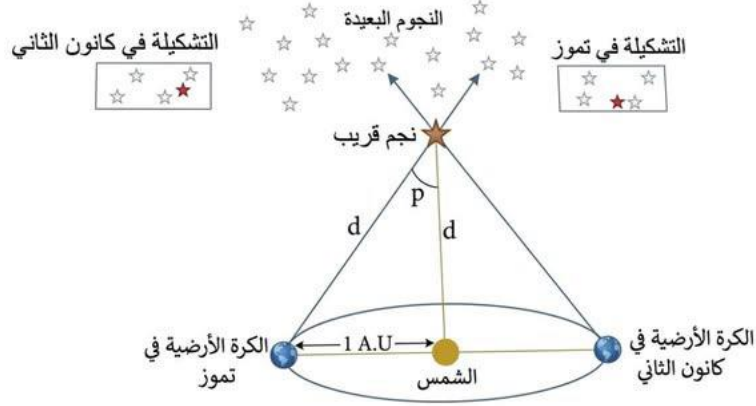 النجوم البعيدة
التشكيلة في تموز
التشكيلة في كانون الثاني
نجم قريب
p
d
d
1 A.U
الكرة الأرضية في
كانون الثاني
الشمس
الكرة الأرضية في
تموز